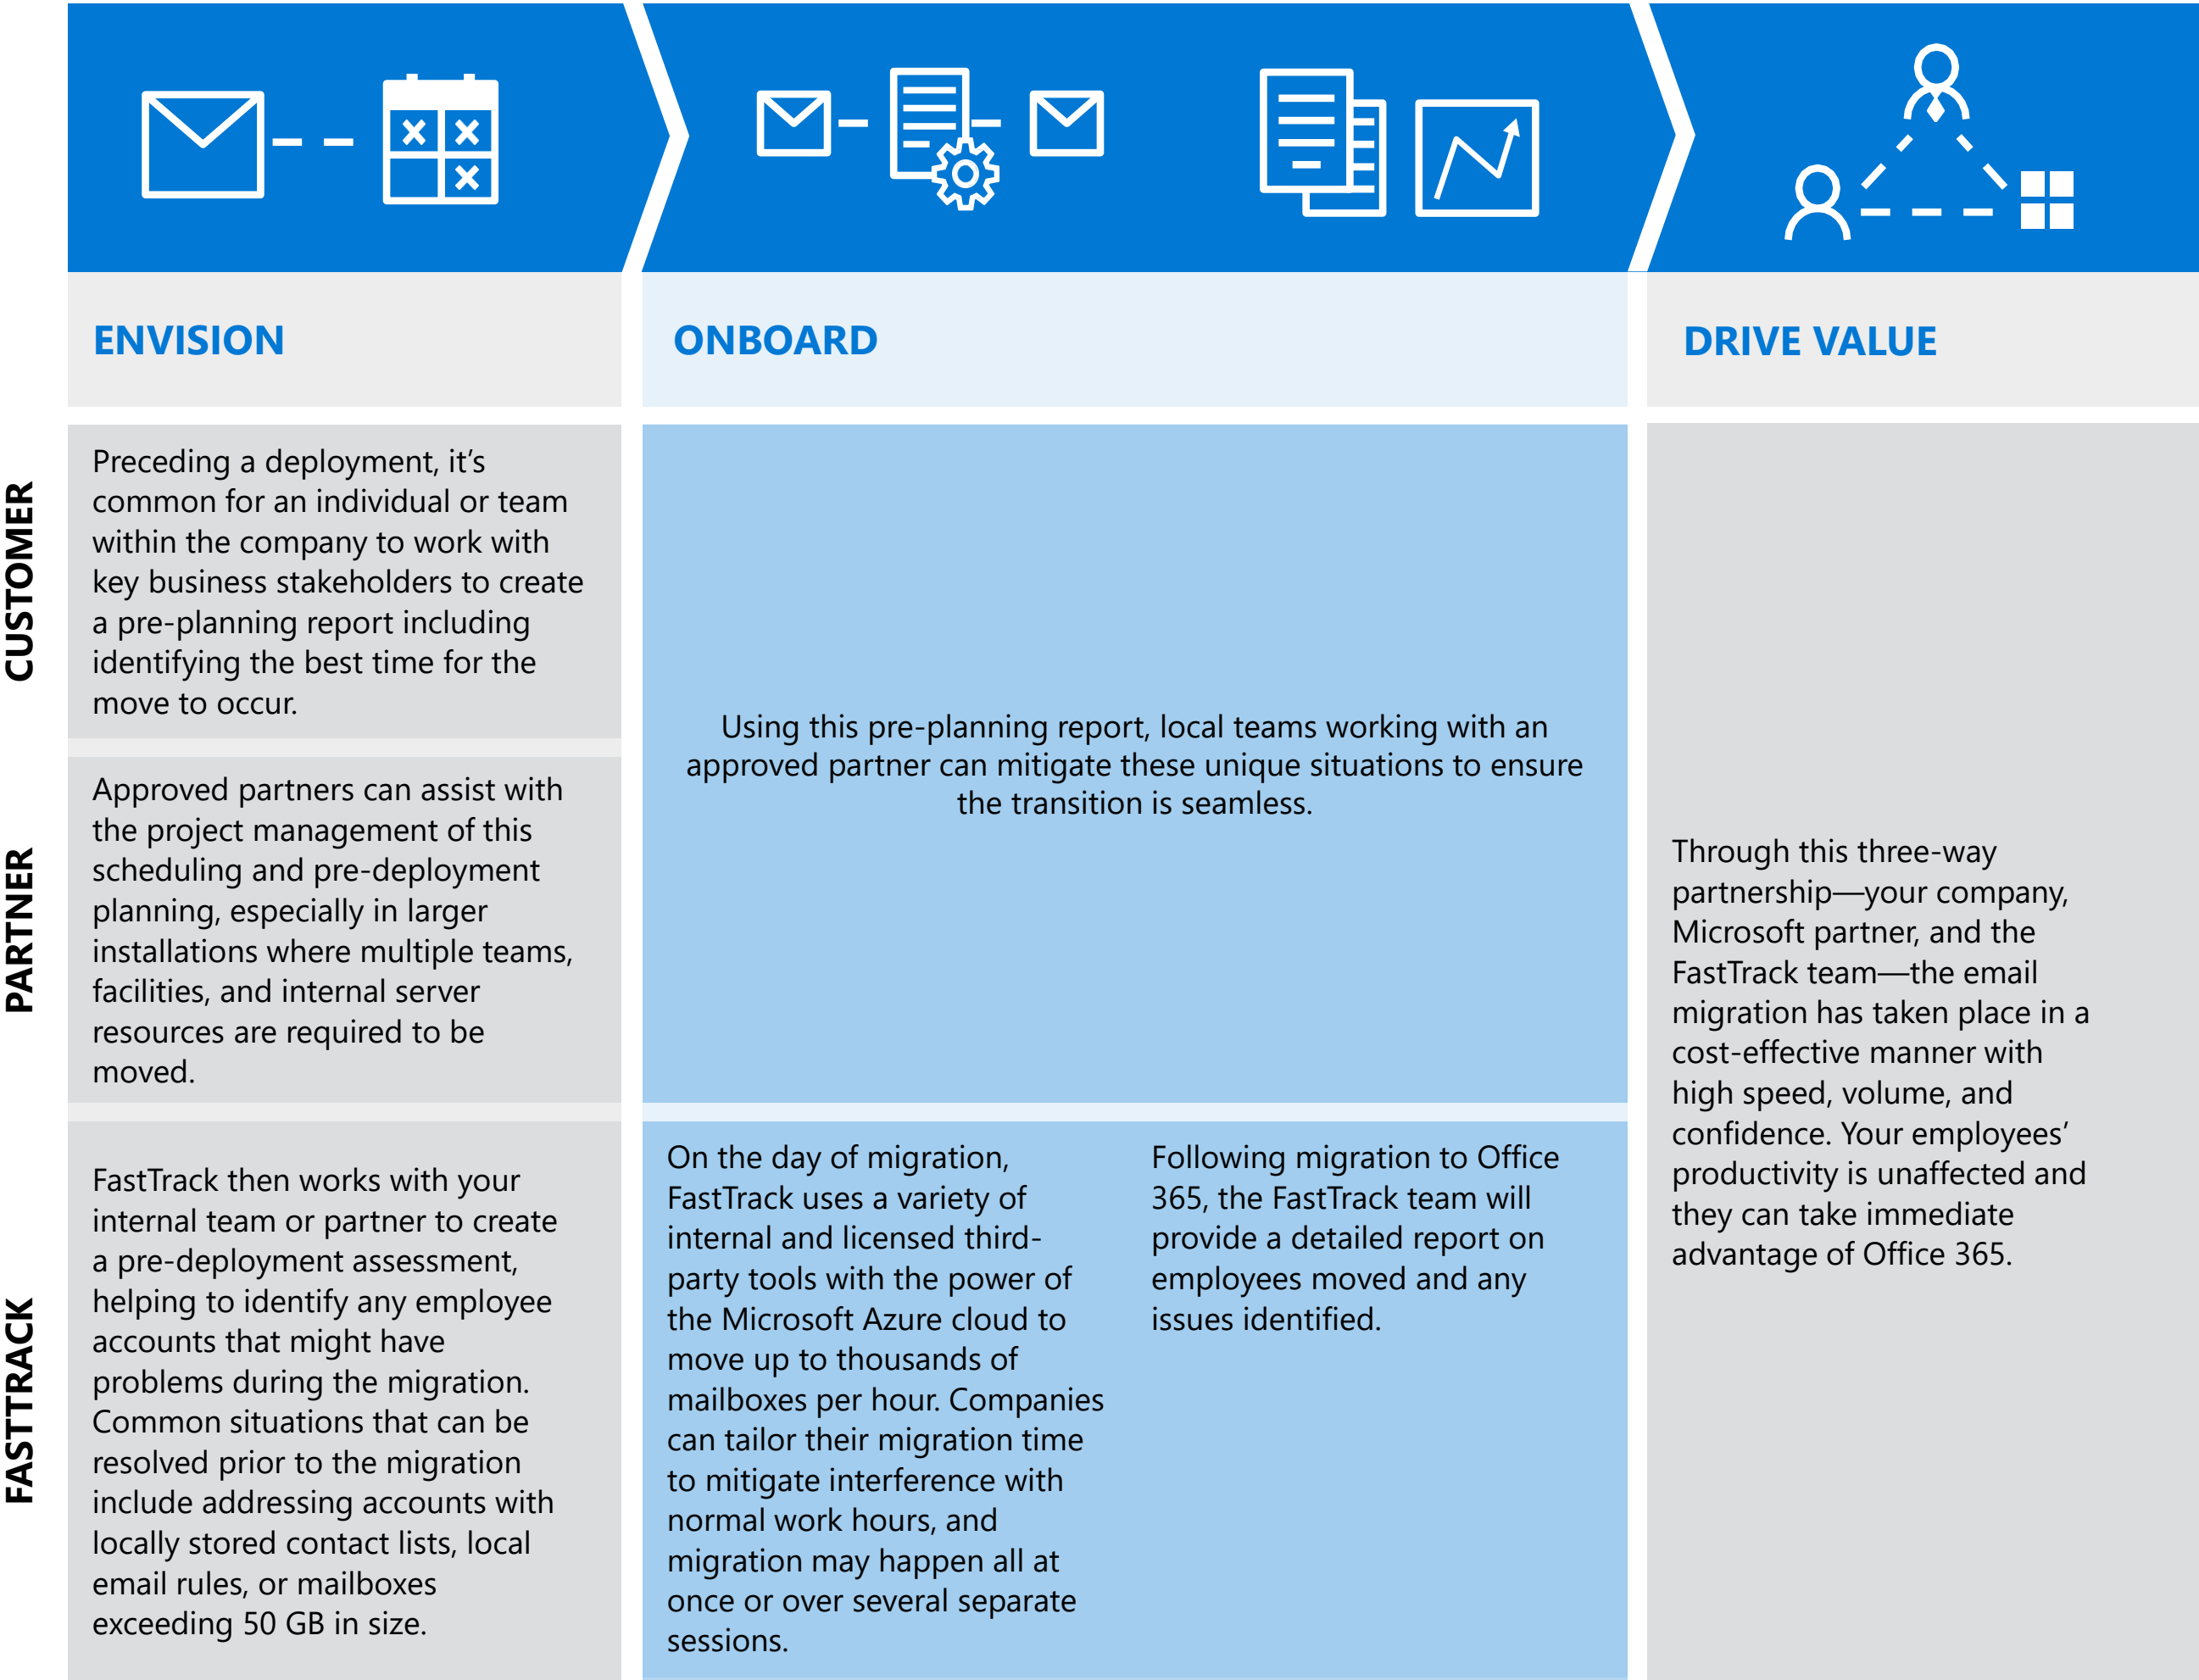 ENVISION
ONBOARD
DRIVE VALUE
CUSTOMER
Preceding a deployment, it’s
common for an individual or team
within the company to work with
key business stakeholders to create
a pre-planning report including
identifying the best time for the
move to occur.
PARTNER
Approved partners can assist with
the project management of this
scheduling and pre-deployment
planning, especially in larger
installations where multiple teams,
facilities, and internal server
resources are required to be
moved.
Using this pre-planning report, local teams working with an
approved partner can mitigate these unique situations to ensure
the transition is seamless.
FASTTRACK
FastTrack then works with your
internal team or partner to create
a pre-deployment assessment,
helping to identify any employee
accounts that might have
problems during the migration.
Common situations that can be
resolved prior to the migration
include addressing accounts with
locally stored contact lists, local
email rules, or mailboxes
exceeding 50 GB in size.
On the day of migration,
FastTrack uses a variety of
internal and licensed third-
party tools with the power of
the Microsoft Azure cloud to
move up to thousands of
mailboxes per hour. Companies
can tailor their migration time
to mitigate interference with
normal work hours, and
migration may happen all at
once or over several separate
sessions.
Following migration to Office
365, the FastTrack team will
provide a detailed report on
employees moved and any
issues identified.
Through this three-way
partnership—your company,
Microsoft partner, and the
FastTrack team—the email
migration has taken place in a
cost-effective manner with
high speed, volume, and
confidence. Your employees’
productivity is unaffected and
they can take immediate
advantage of Office 365.